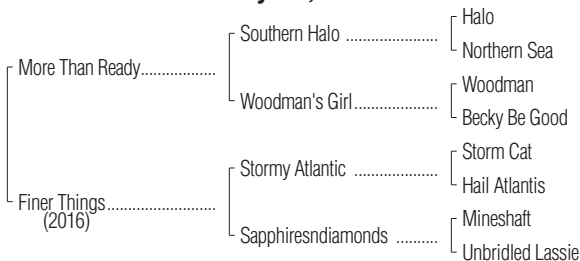 Halo
Southern Halo ......................
Northern Sea
More Than Ready..................
Woodman
Woodman's Girl....................
Becky Be Good
Storm Cat
Stormy Atlantic ....................
Hail Atlantis
Finer Things..........................
(2016)
Mineshaft
Sapphiresndiamonds ..........
Unbridled Lassie